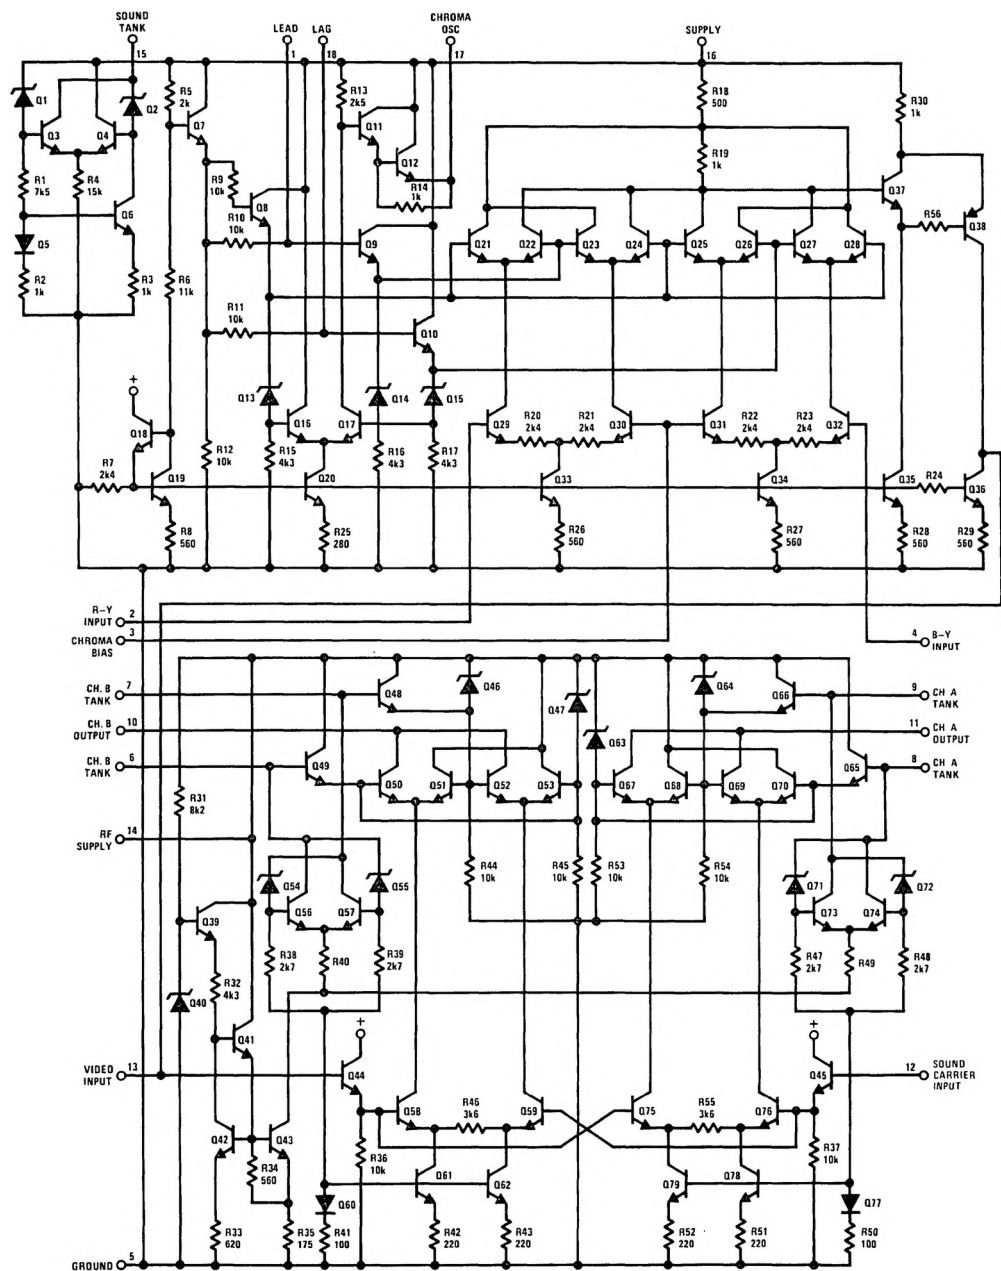 SOUND TANK
15
LEAD
1
LAG
18
CHROMA OSC
17
SUPPLY
16
Q1
Q2
Q3
Q4
R5 2k
Q7
R13 2k5
Q11
Q12
R14 1k
R18 500
R19 1k
R30 1k
Q37
R1 7k5
R4 15k
Q6
Q5
R2 1k
R3 1k
R6 11k
R9 10k
R10 10k
Q8
Q9
R11 10k
Q10
Q21
Q22
Q23
Q24
Q25
Q26
Q27
Q28
R56
Q38
+
Q18
R7 2k4
Q19
R8 560
R12 10k
Q13
R15 4k3
Q16
Q17
Q20
R25 280
Q14
R16 4k3
Q15
R17 4k3
Q29
R20 2k4
R21 2k4
Q30
Q31
R22 2k4
R23 2k4
Q32
Q33
R26 560
Q34
R27 560
Q35
R24
Q36
R28 560
R29 560
R-Y INPUT
2
CHROMA BIAS
3
4
B-Y INPUT
CH. B TANK
7
CH. B OUTPUT
10
CH. B TANK
6
9
CH A TANK
11
CH A OUTPUT
8
CH A TANK
Q48
Q46
Q47
Q63
Q64
Q66
Q49
Q50
Q51
Q52
Q53
Q67
Q68
Q69
Q70
Q65
R31 8k2
RF SUPPLY
14
R44 10k
R45 10k
R53 10k
R54 10k
Q54
Q55
Q56
Q57
Q71
Q72
Q73
Q74
Q39
R32 4k3
Q40
Q41
R38 2k7
R40
R39 2k7
R47 2k7
R49
R48 2k7
VIDEO INPUT
13
+
Q44
+
Q45
12
SOUND CARRIER INPUT
Q58
R46 3k6
Q59
Q75
R55 3k6
Q76
Q42
Q43
R34 560
R36 10k
R37 10k
Q61
Q62
Q79
Q78
Q60
R41 100
Q77
R50 100
R33 620
R35 175
R42 220
R43 220
R52 220
R51 220
GROUND
5